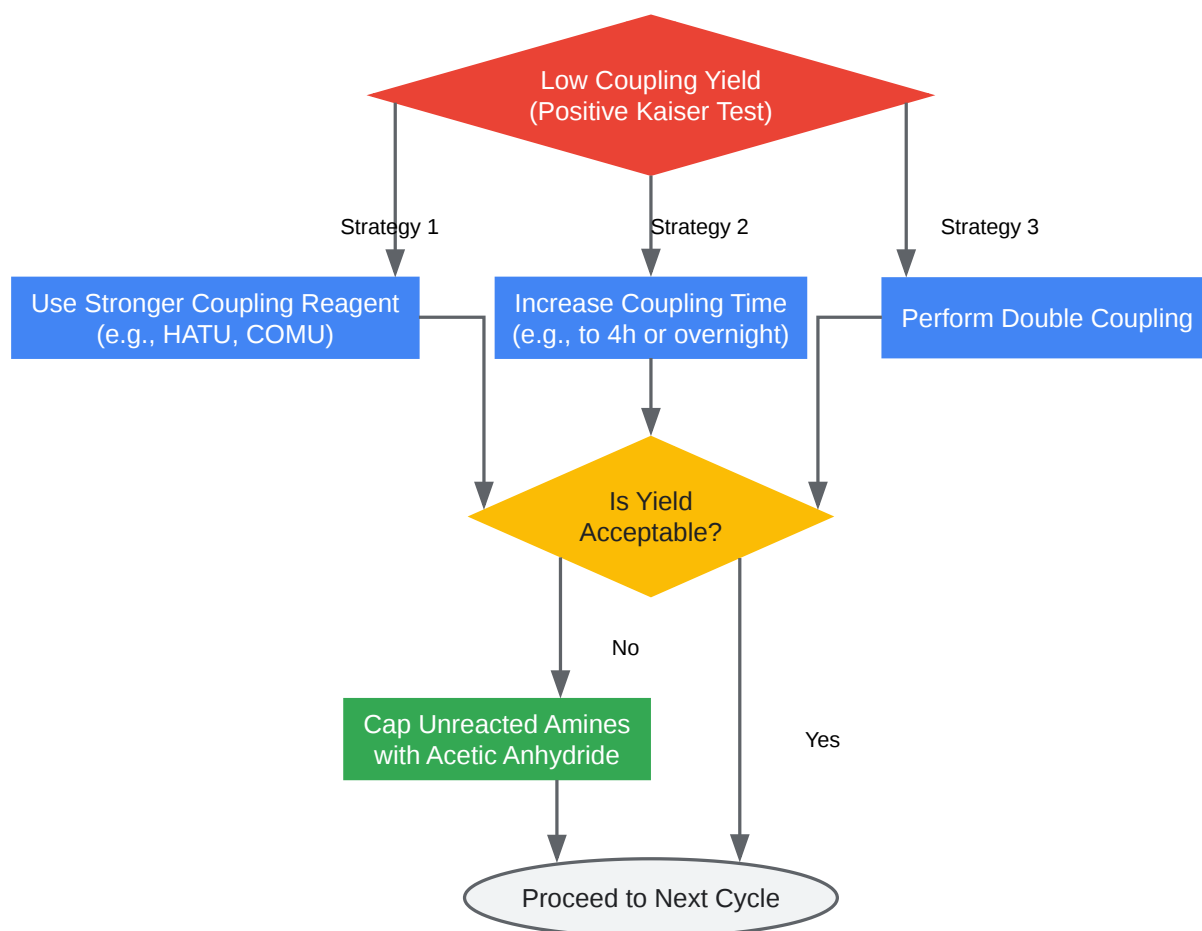 Low Coupling Yield
(Positive Kaiser Test)
Strategy 1
Strategy 2
Strategy 3
Use Stronger Coupling Reagent
(e.g., HATU, COMU)
Increase Coupling Time
(e.g., to 4h or overnight)
Perform Double Coupling
Is Yield
Acceptable?
No
Cap Unreacted Amines
with Acetic Anhydride
Yes
Proceed to Next Cycle